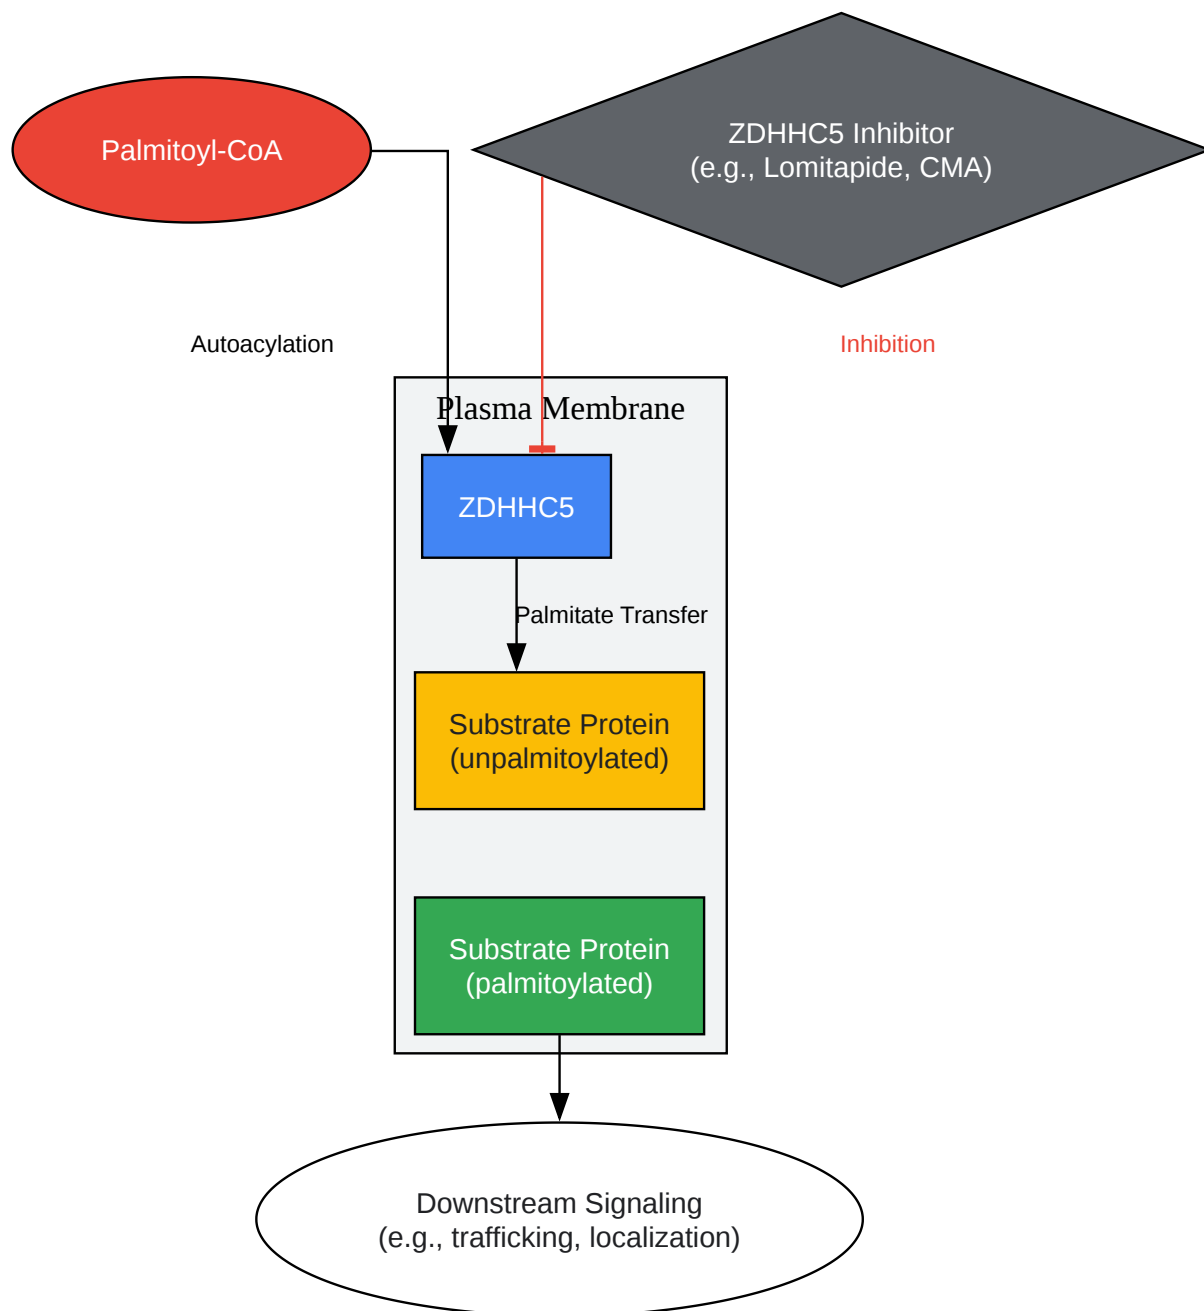 Palmitoyl-CoA
ZDHHC5 Inhibitor
(e.g., Lomitapide, CMA)
Autoacylation
Inhibition
Plasma Membrane
ZDHHC5
Palmitate Transfer
Substrate Protein
(unpalmitoylated)
Substrate Protein
(palmitoylated)
Downstream Signaling
(e.g., trafficking, localization)